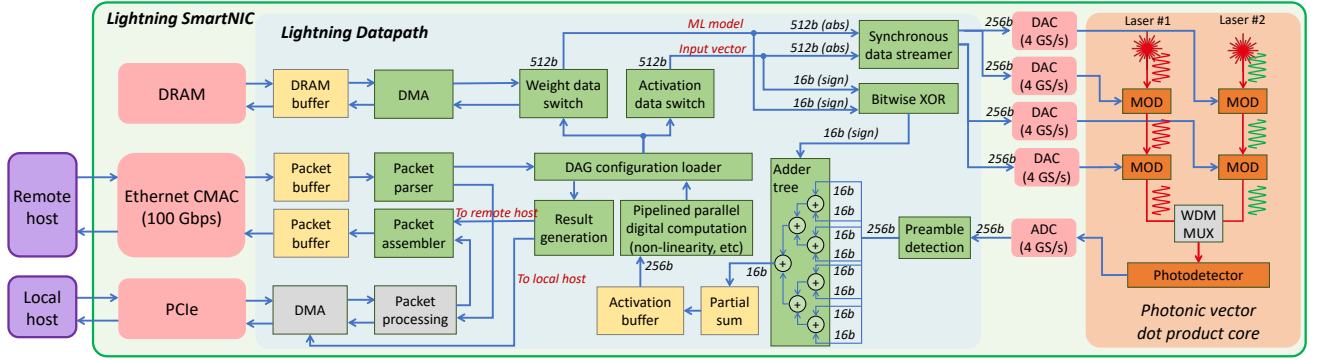 Lightning SmartNIC
Lightning Datapath
ML model
512b (abs)
Input vector
512b (abs)
512b
512b
16b (sign)
16b (sign)
16b (sign)
DRAM
DRAM
buffer
DMA
Weight data
switch
Activation
data switch
Synchronous
data streamer
Bitwise XOR
256b
DAC
(4 GS/s)
256b
DAC
(4 GS/s)
256b
DAC
(4 GS/s)
256b
DAC
(4 GS/s)
Laser #1
Laser #2
MOD
MOD
MOD
MOD
WDM
MUX
Photodetector
Photonic vector
dot product core
Remote
host
Ethernet CMAC
(100 Gbps)
Packet
buffer
Packet
parser
DAG configuration loader
Packet
buffer
Packet
assembler
To remote host
Result
generation
Pipelined parallel
digital computation
(non-linearity, etc)
256b
To local host
Local
host
PCIe
DMA
Packet
processing
Activation
buffer
Partial
sum
16b
Adder
tree
+
+
+
+
+
+
+
16b
16b
16b
16b
16b
16b
16b
16b
256b
Preamble
detection
256b
ADC
(4 GS/s)